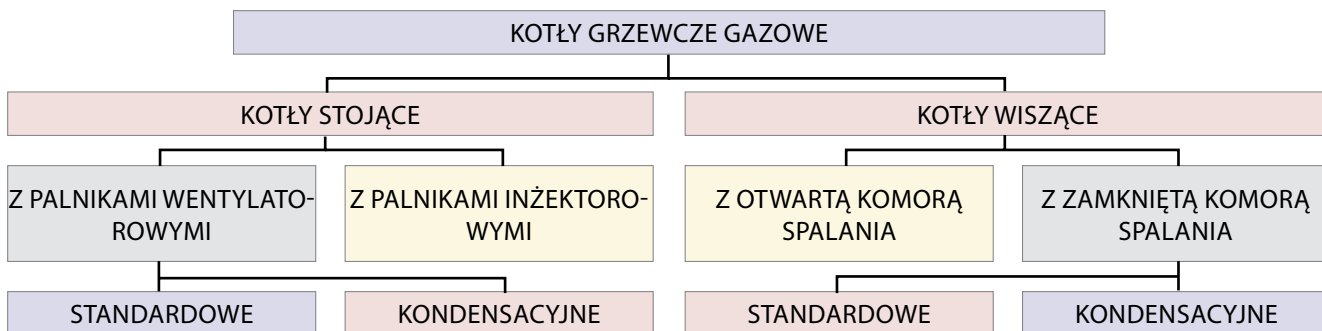 KOTŁY GRZEWCZE GAZOWE
KOTŁY STOJĄCE
KOTŁY WISZĄCE
Z PALNIKAMI WENTYLATO-
ROWYMI
Z PALNIKAMI INŻEKTORO-
WYMI
Z OTWARTĄ KOMORĄ
SPALANIA
Z ZAMKNIĘTĄ KOMORĄ
SPALANIA
STANDARDOWE
KONDENSACYJNE
STANDARDOWE
KONDENSACYJNE